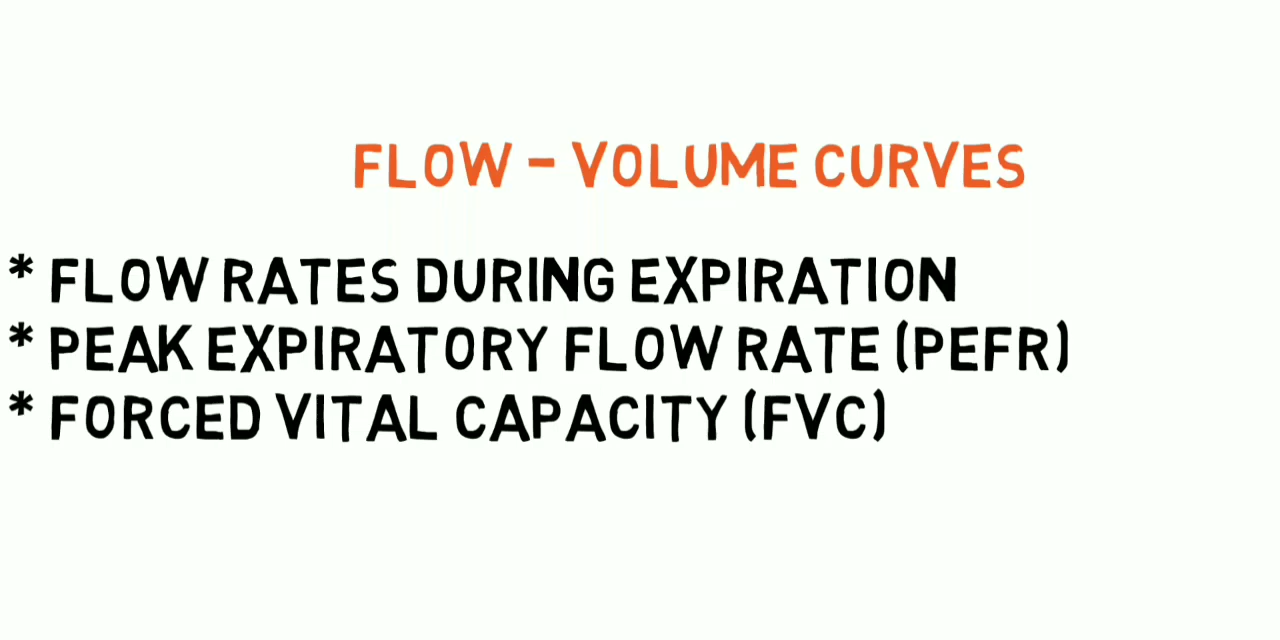 FLOW - VOLUME CURVES
* FLOW RATES DURING EXPIRATION
* PEAK EXPIRATORY FLOW RATE (PEFR)
* FORCED VITAL CAPACITY (FVC)